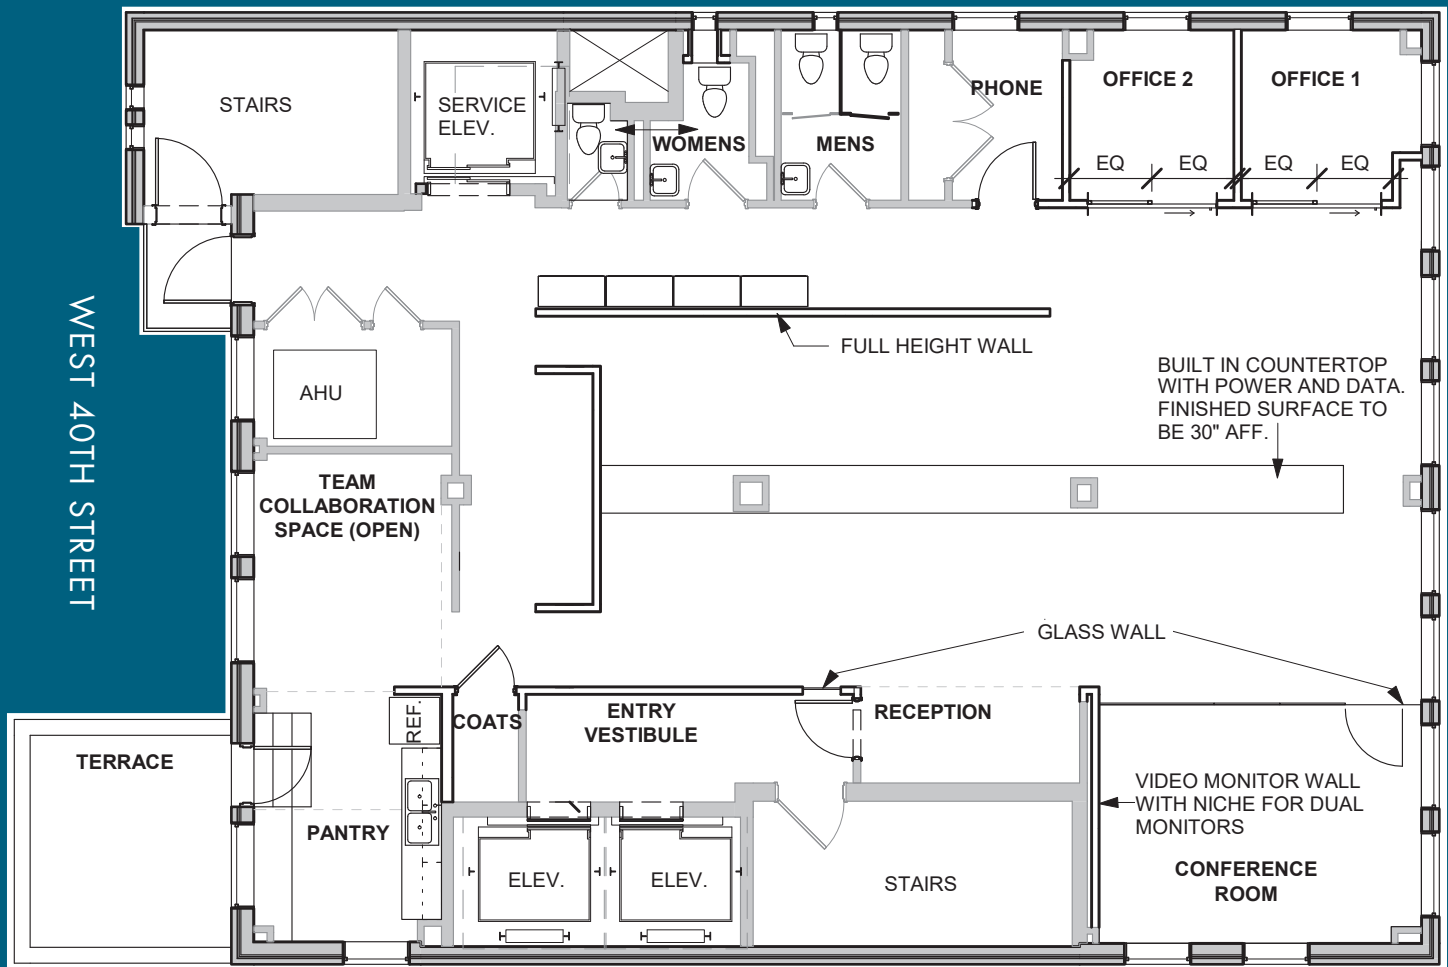 STAIRS
SERVICE
ELEV.
WOMENS
MENS
PHONE
OFFICE 2
OFFICE 1
EQ
EQ
EQ
EQ
WEST 40TH STREET
FULL HEIGHT WALL
BUILT IN COUNTERTOP
WITH POWER AND DATA.
FINISHED SURFACE TO
BE 30" AFF.
AHU
TEAM
COLLABORATION
SPACE (OPEN)
GLASS WALL
REF.
COATS
ENTRY
VESTIBULE
RECEPTION
TERRACE
VIDEO MONITOR WALL
WITH NICHE FOR DUAL
MONITORS
PANTRY
ELEV.
ELEV.
STAIRS
CONFERENCE
ROOM